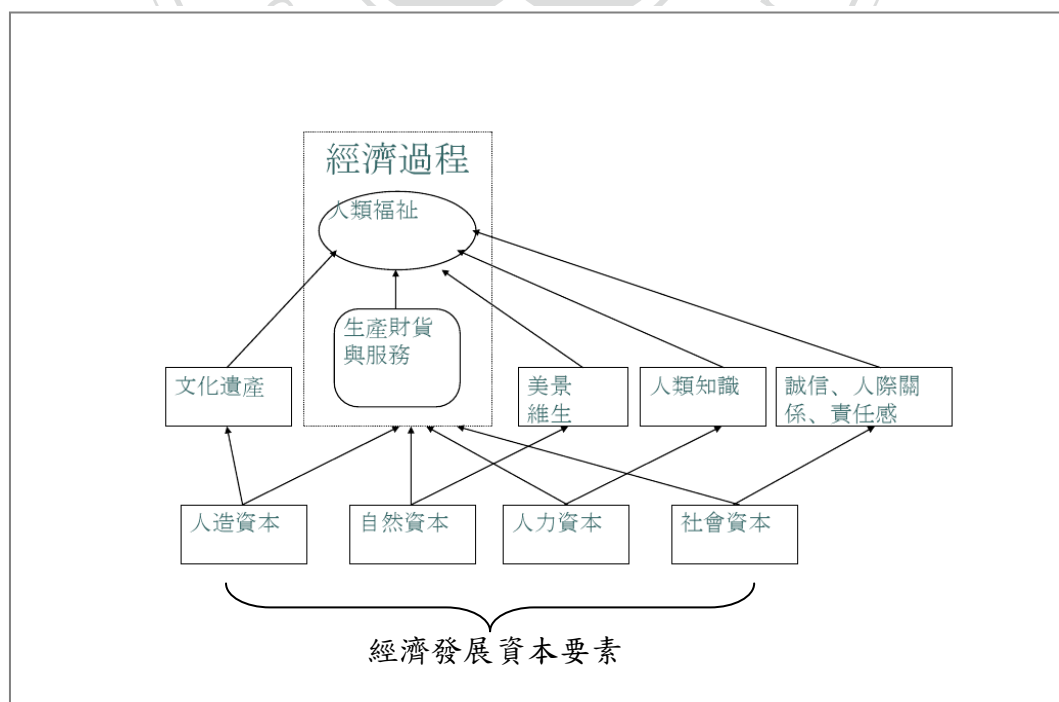 經濟過程
人類福祉
生產財貨
與服務
文化遺產
美景
維生
人類知識
誠信、人際關
係、責任感
人造資本
自然資本
人力資本
社會資本
經濟發展資本要素